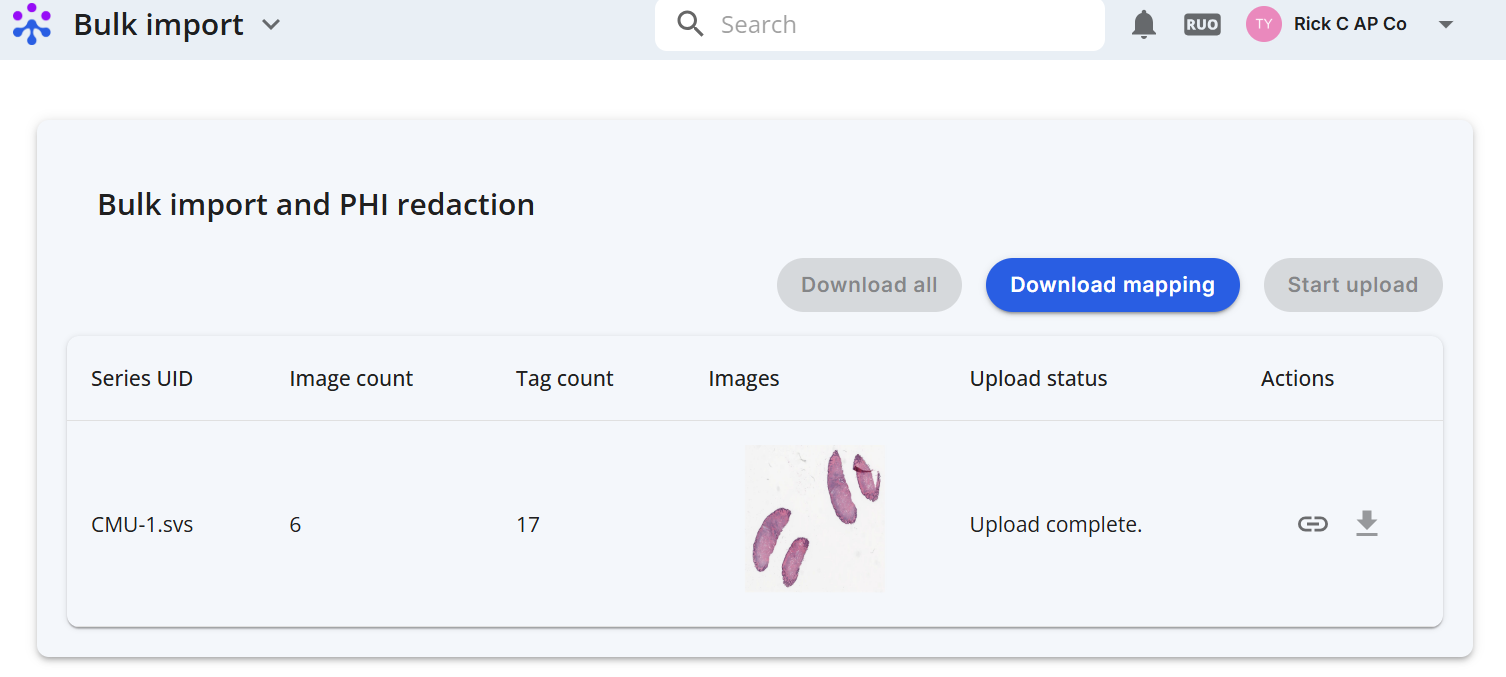 Bulk import
Search
RUO
TY
Rick C AP Co
Bulk import and PHI redaction
Download all
Download mapping
Start upload
Series UID Image count Tag count Images Upload status Actions
CMU-1.svs 6 17 Upload complete.